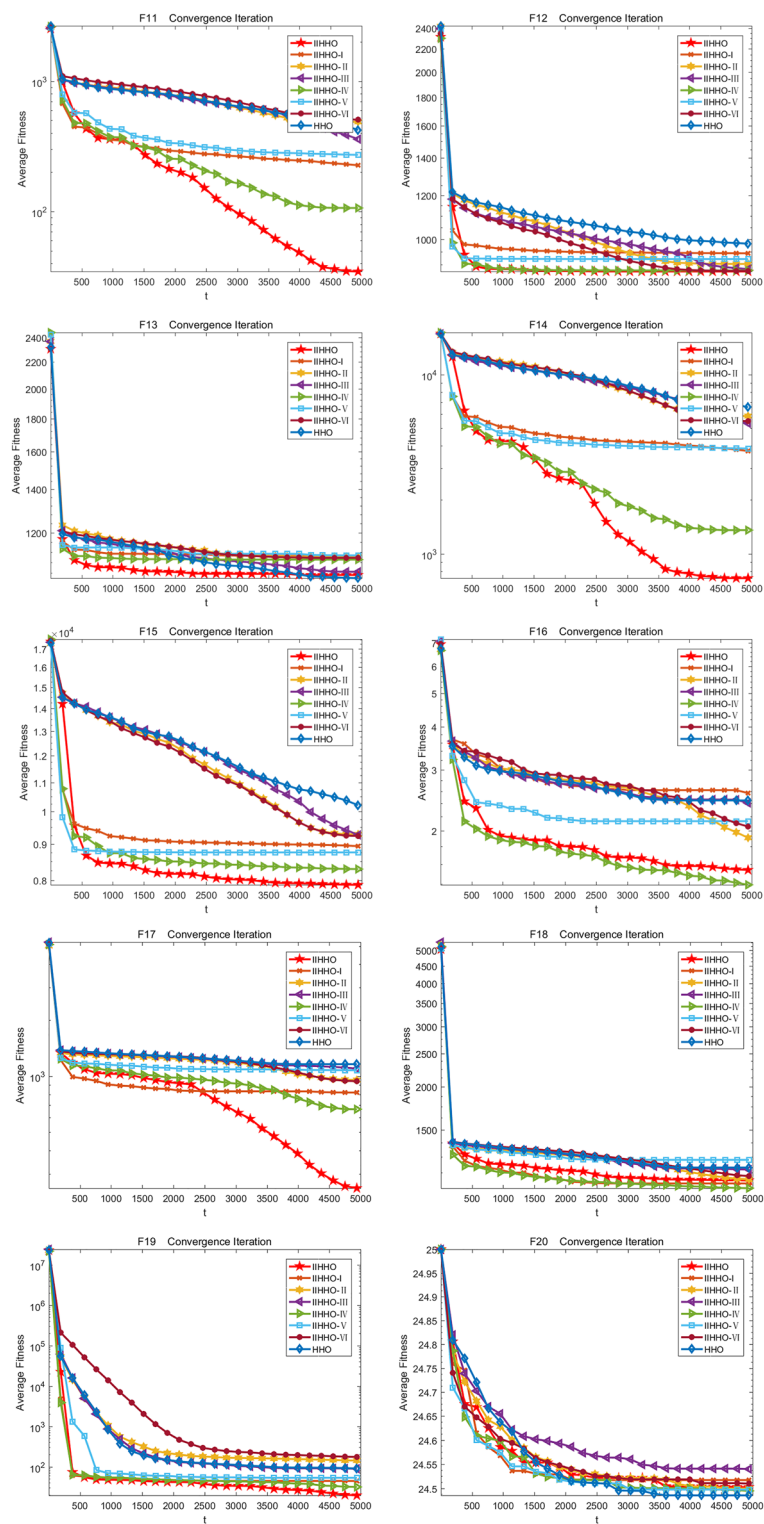 F11 Convergence Iteration
Average Fitness
10³
10²
IIHHO
IIHHO-I
IIHHO-II
IIHHO-III
IIHHO-IV
IIHHO-V
IIHHO-VI
HHO
500 1000 1500 2000 2500 3000 3500 4000 4500 5000
t
F12 Convergence Iteration
Average Fitness
2400
2200
2000
1800
1600
1400
1200
1000
IIHHO
IIHHO-I
IIHHO-II
IIHHO-III
IIHHO-IV
IIHHO-V
IIHHO-VI
HHO
500 1000 1500 2000 2500 3000 3500 4000 4500 5000
t
F13 Convergence Iteration
Average Fitness
2400
2200
2000
1800
1600
1400
1200
IIHHO
IIHHO-I
IIHHO-II
IIHHO-III
IIHHO-IV
IIHHO-V
IIHHO-VI
HHO
500 1000 1500 2000 2500 3000 3500 4000 4500 5000
t
F14 Convergence Iteration
Average Fitness
10⁴
10³
IIHHO
IIHHO-I
IIHHO-II
IIHHO-III
IIHHO-IV
IIHHO-V
IIHHO-VI
HHO
500 1000 1500 2000 2500 3000 3500 4000 4500 5000
t
F15 Convergence Iteration
Average Fitness
×10⁴
1.7
1.6
1.5
1.4
1.3
1.2
1.1
1
0.9
0.8
IIHHO
IIHHO-I
IIHHO-II
IIHHO-III
IIHHO-IV
IIHHO-V
IIHHO-VI
HHO
500 1000 1500 2000 2500 3000 3500 4000 4500 5000
t
F16 Convergence Iteration
Average Fitness
7
6
5
4
3
2
IIHHO
IIHHO-I
IIHHO-II
IIHHO-III
IIHHO-IV
IIHHO-V
IIHHO-VI
HHO
500 1000 1500 2000 2500 3000 3500 4000 4500 5000
t
F17 Convergence Iteration
Average Fitness
10³
IIHHO
IIHHO-I
IIHHO-II
IIHHO-III
IIHHO-IV
IIHHO-V
IIHHO-VI
HHO
500 1000 1500 2000 2500 3000 3500 4000 4500 5000
t
F18 Convergence Iteration
Average Fitness
5000
4500
4000
3500
3000
2500
2000
1500
IIHHO
IIHHO-I
IIHHO-II
IIHHO-III
IIHHO-IV
IIHHO-V
IIHHO-VI
HHO
500 1000 1500 2000 2500 3000 3500 4000 4500 5000
t
F19 Convergence Iteration
Average Fitness
10⁷
10⁶
10⁵
10⁴
10³
10²
IIHHO
IIHHO-I
IIHHO-II
IIHHO-III
IIHHO-IV
IIHHO-V
IIHHO-VI
HHO
500 1000 1500 2000 2500 3000 3500 4000 4500 5000
t
F20 Convergence Iteration
Average Fitness
25
24.95
24.9
24.85
24.8
24.75
24.7
24.65
24.6
24.55
24.5
IIHHO
IIHHO-I
IIHHO-II
IIHHO-III
IIHHO-IV
IIHHO-V
IIHHO-VI
HHO
500 1000 1500 2000 2500 3000 3500 4000 4500 5000
t